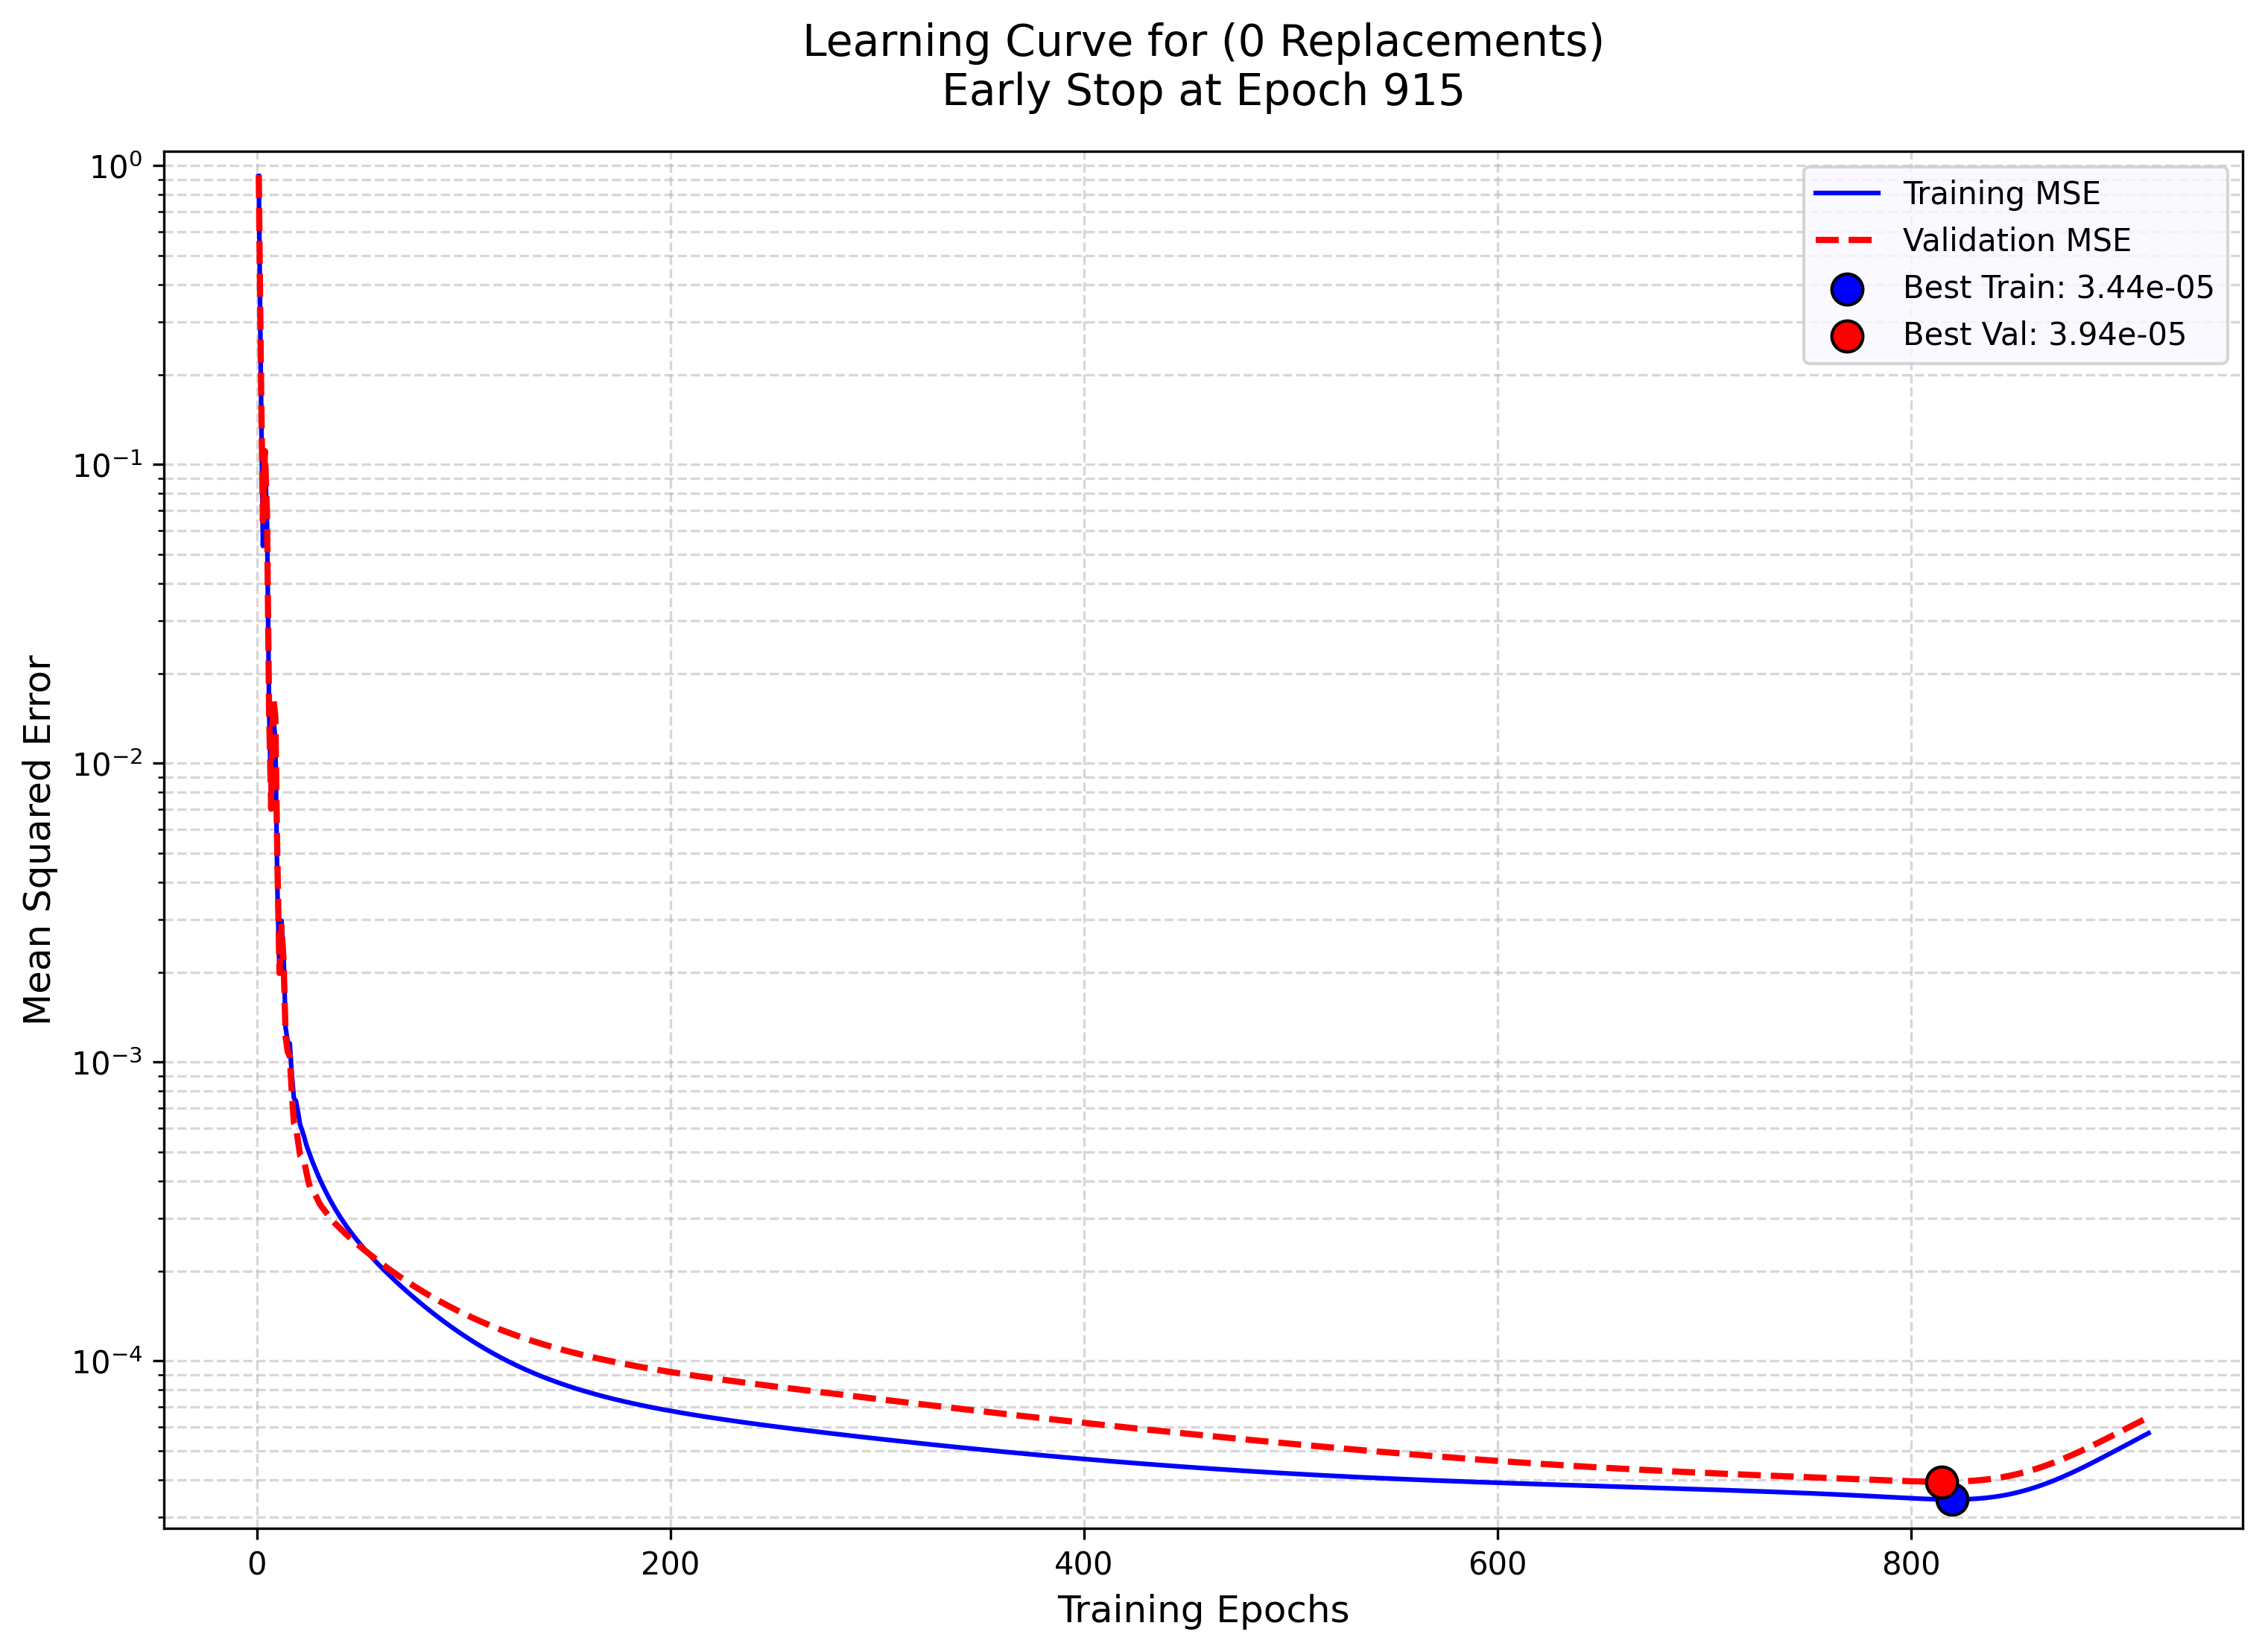 Learning Curve for (0 Replacements)
Early Stop at Epoch 915
Training MSE
Validation MSE
Best Train: 3.44e-05
Best Val: 3.94e-05
Mean Squared Error
10⁰
10⁻¹
10⁻²
10⁻³
10⁻⁴
0 200 400 600 800
Training Epochs